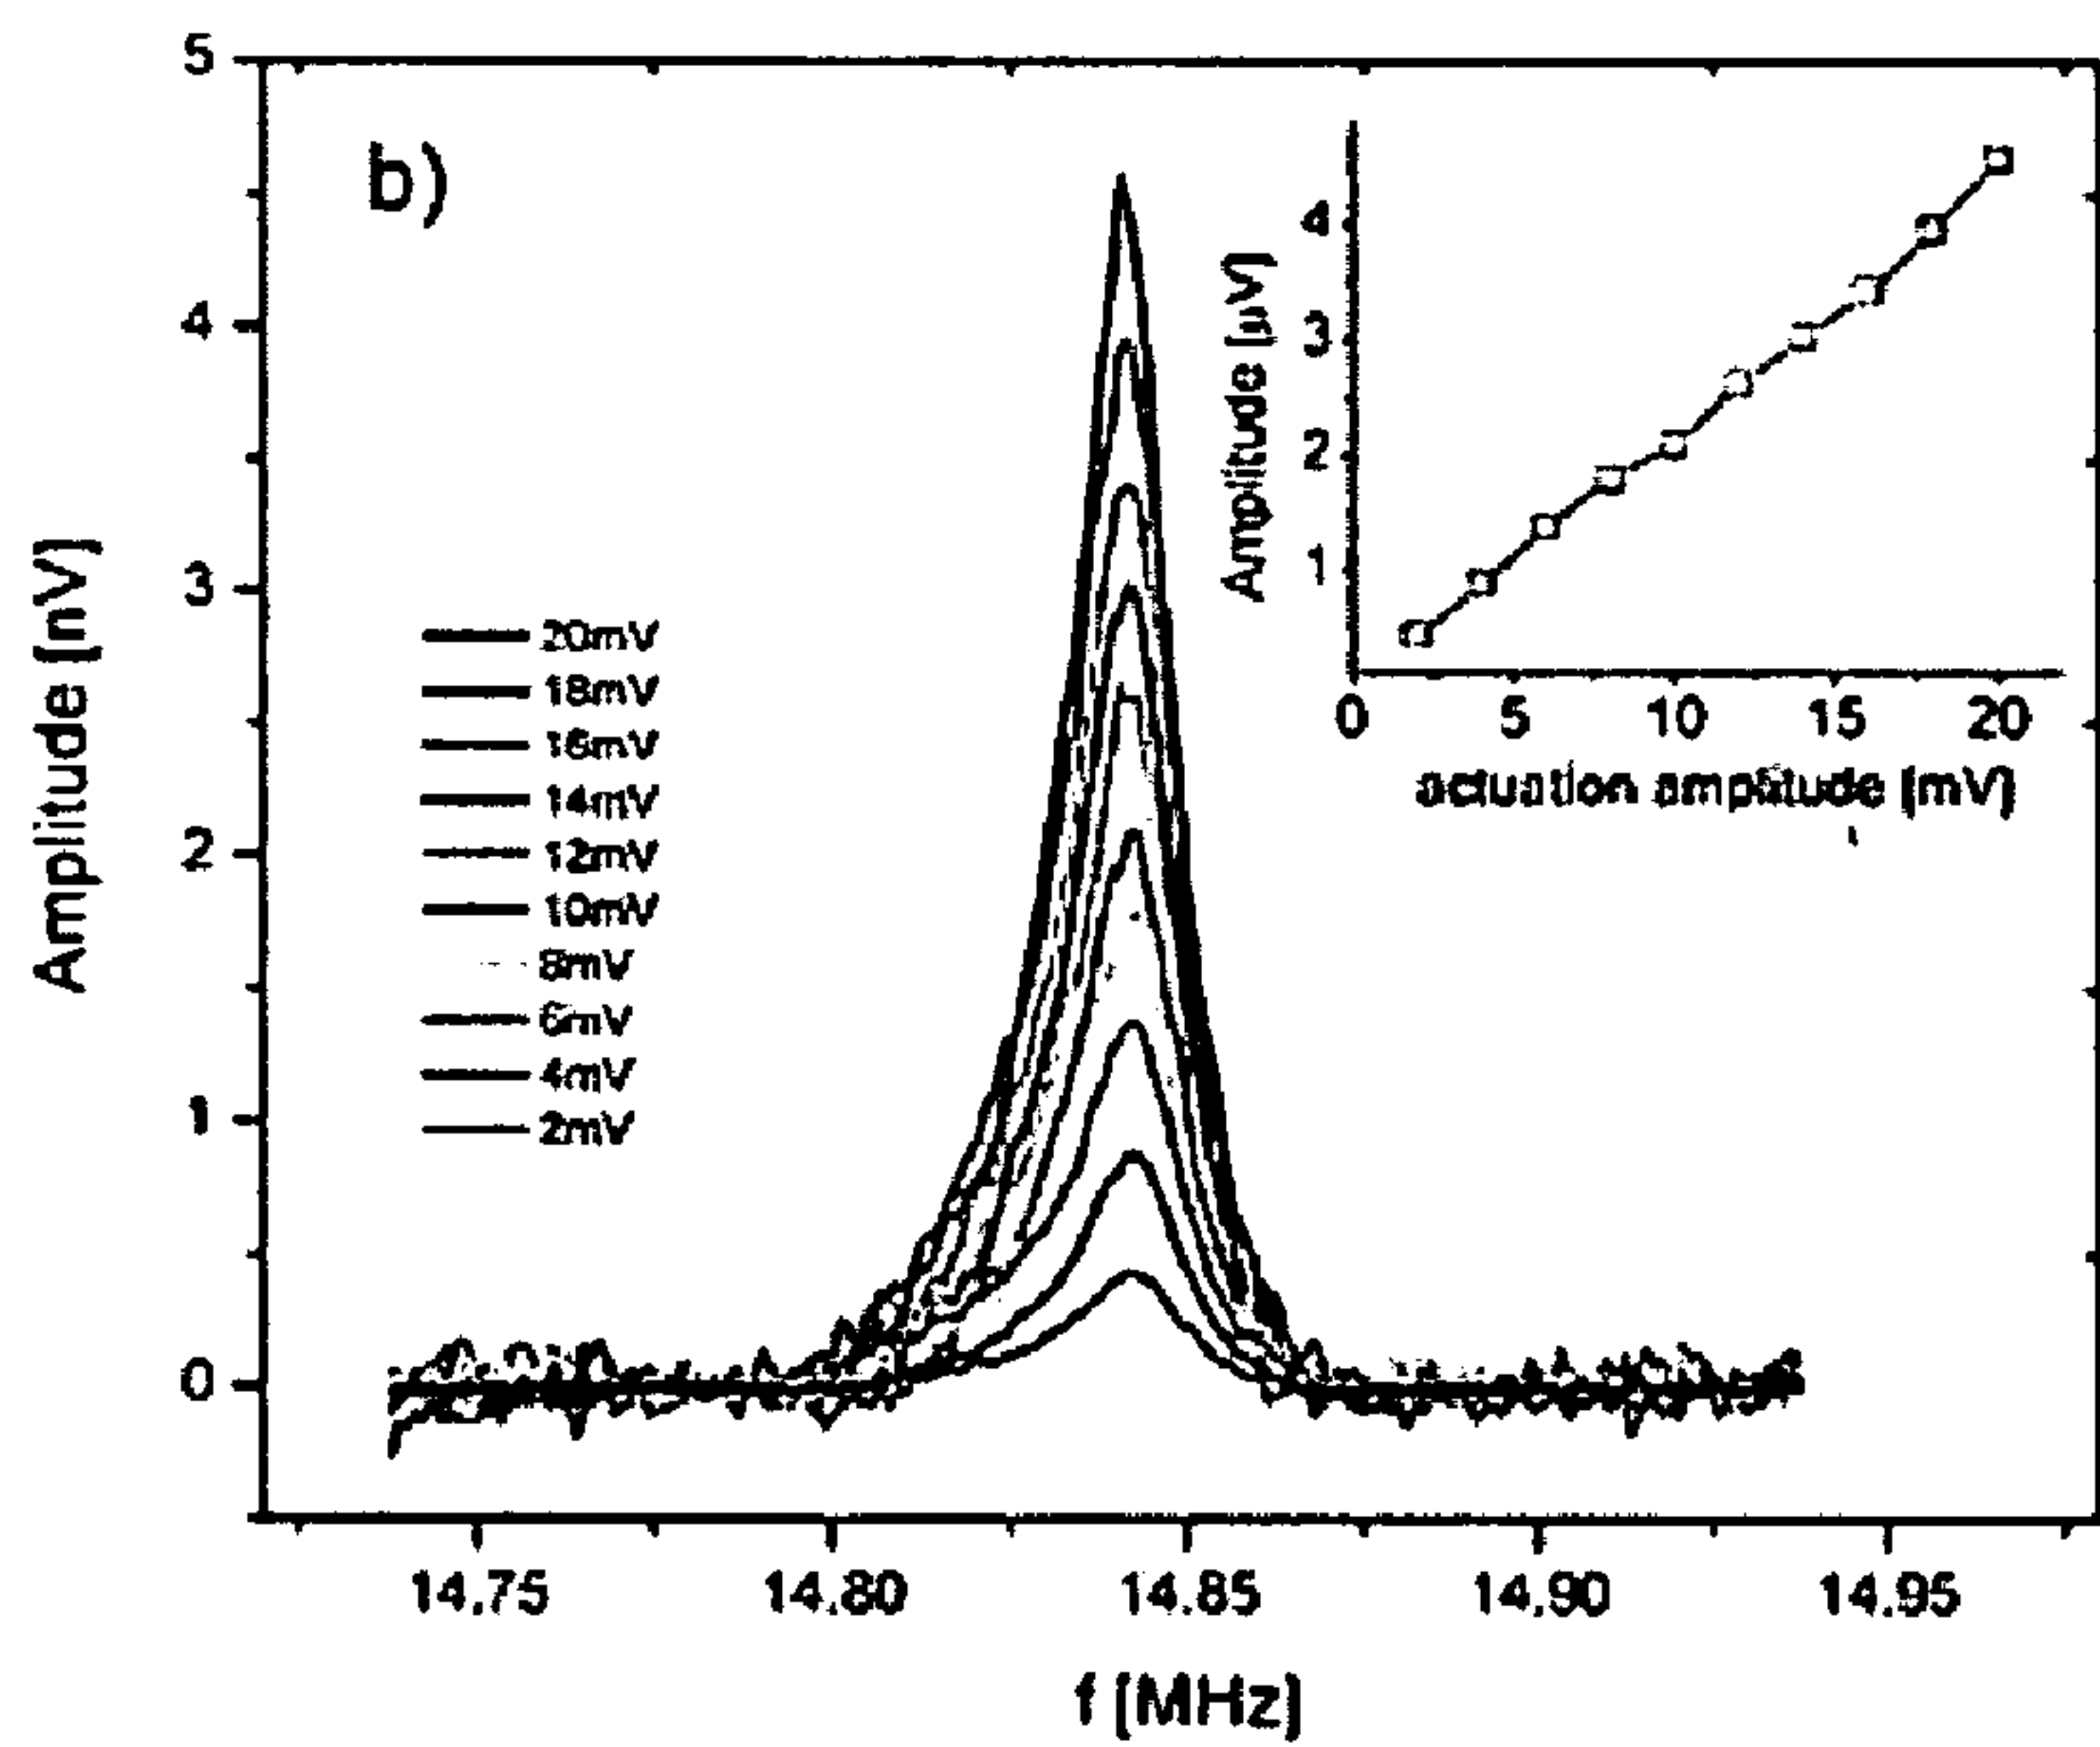 b)
Amplitude [nV]
5
4
3
2
1
0
20mV
18mV
16mV
14mV
12mV
10mV
8mV
6mV
4mV
2mV
14.75 14.80 14.85 14.90 14.95
f [MHz]
Amplitude [µV]
4
3
2
1
0 5 10 15 20
actuation amplitude [mV]